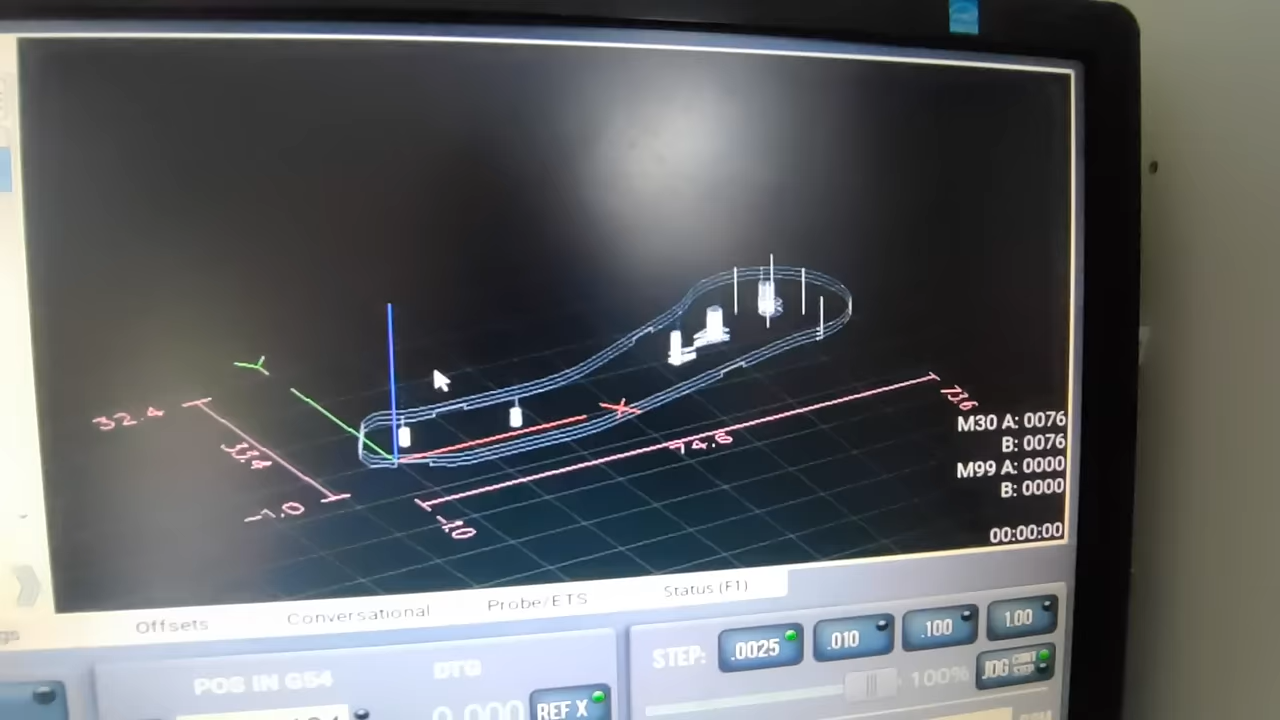 32.4
33.4
-1.0
-1.0
74.6
73.6
Y
X
M30 A: 0076
B: 0076
M99 A: 0000
B: 0000
00:00:00
Offsets
Conversational
Probe/ETS
Status (F1)
POS IN G54
DTG
0.000
REF X
STEP:
.0025
.010
.100
1.00
100%
JOG CONT STEP